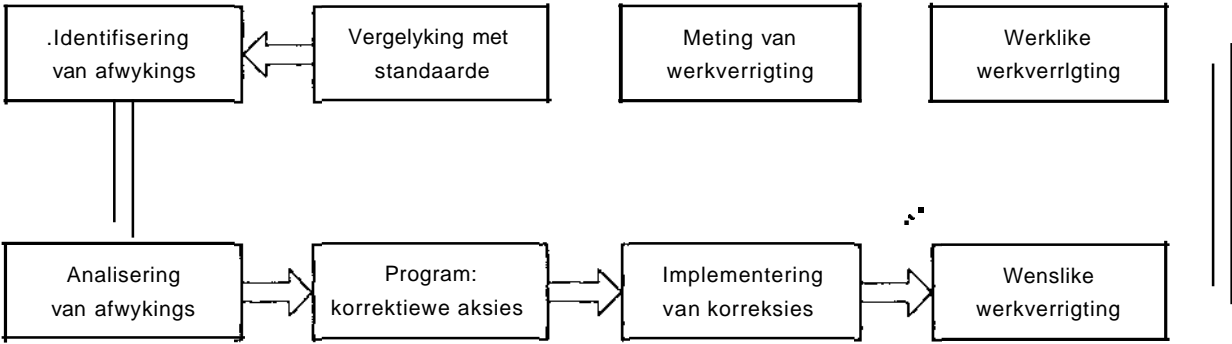 .Identifisering
van afwykings
Vergelyking met
standaarde
Meting van
werkverrigting
Werklike
werkverrlgting
Analisering
van afwykings
Program:
korrektiewe aksies
Implementering
van korreksies
Wenslike
werkverrigting